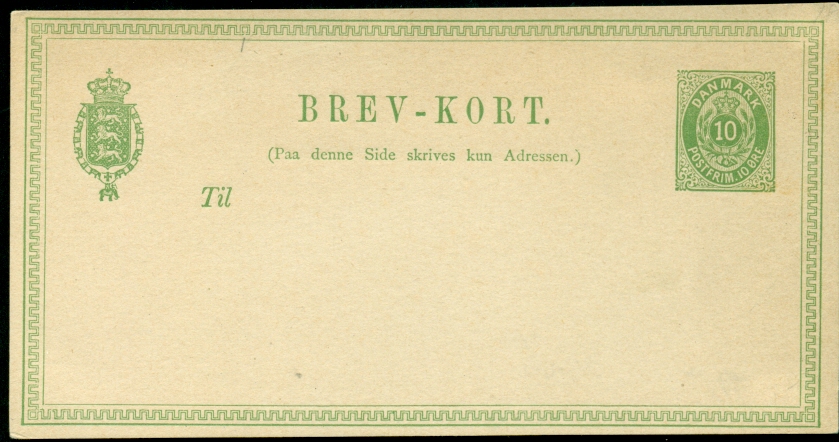 BREV-KORT.
(Paa denne Side skrives kun Adressen.)
Til
DANMARK
10
POSTFRIM. 10 ØRE